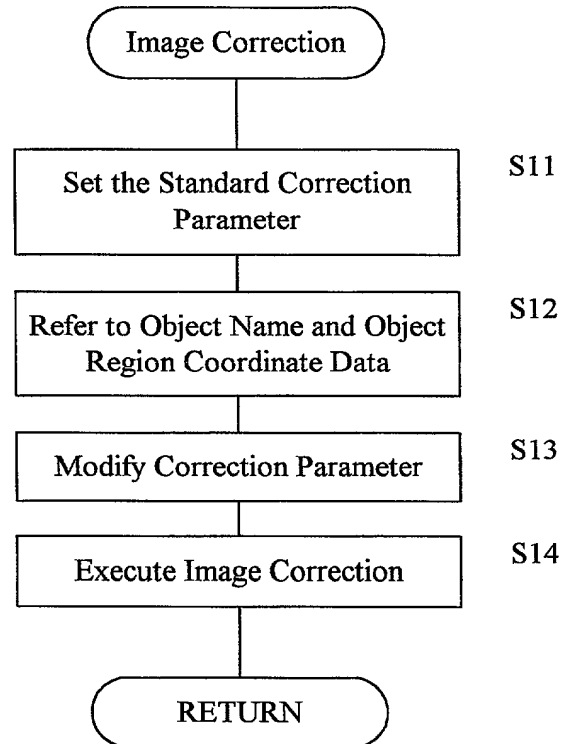 Image Correction
S11
Set the Standard Correction
Parameter
S12
Refer to Object Name and Object
Region Coordinate Data
S13
Modify Correction Parameter
S14
Execute Image Correction
RETURN